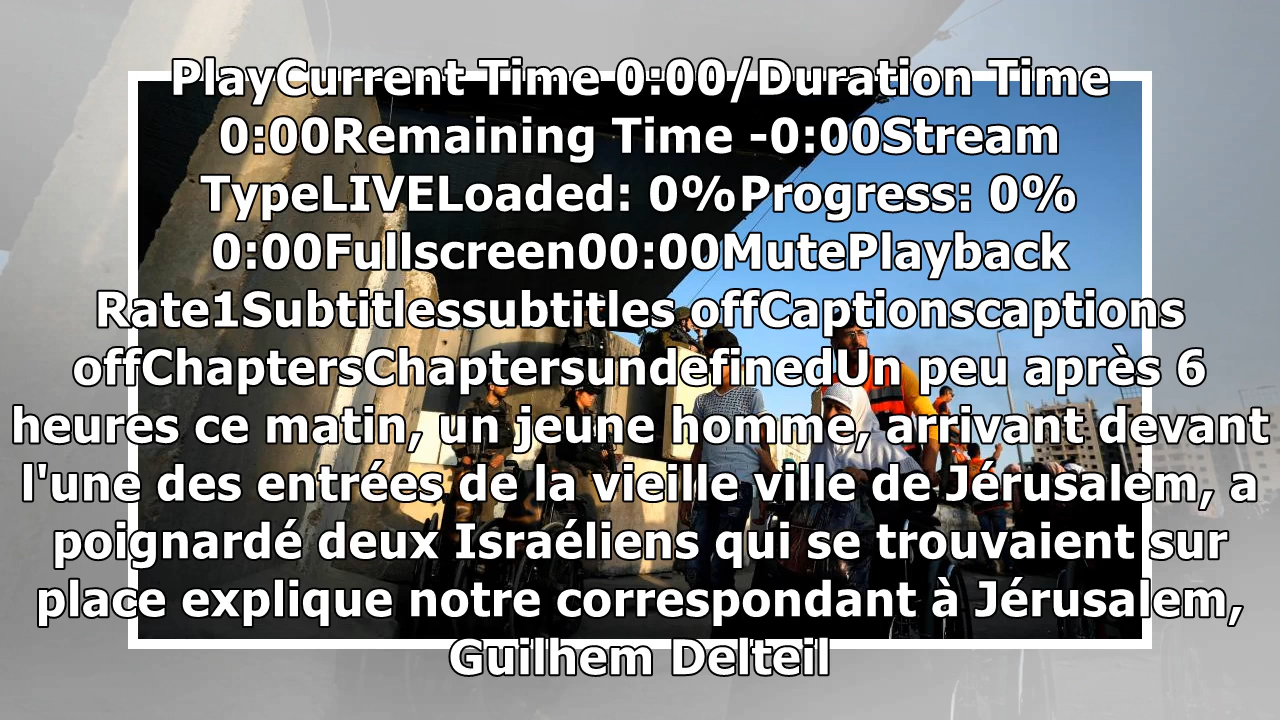 PlayCurrent Time 0:00/Duration Time
0:00Remaining Time -0:00Stream
TypeLIVELoaded: 0%Progress: 0%
0:00Fullscreen00:00MutePlayback
Rate1Subtitlessubtitles offCaptionscaptions
offChaptersChaptersundefinedUn peu après 6
heures ce matin, un jeune homme, arrivant devant
l'une des entrées de la vieille ville de Jérusalem, a
poignardé deux Israéliens qui se trouvaient sur
place explique notre correspondant à Jérusalem,
Guilhem Delteil